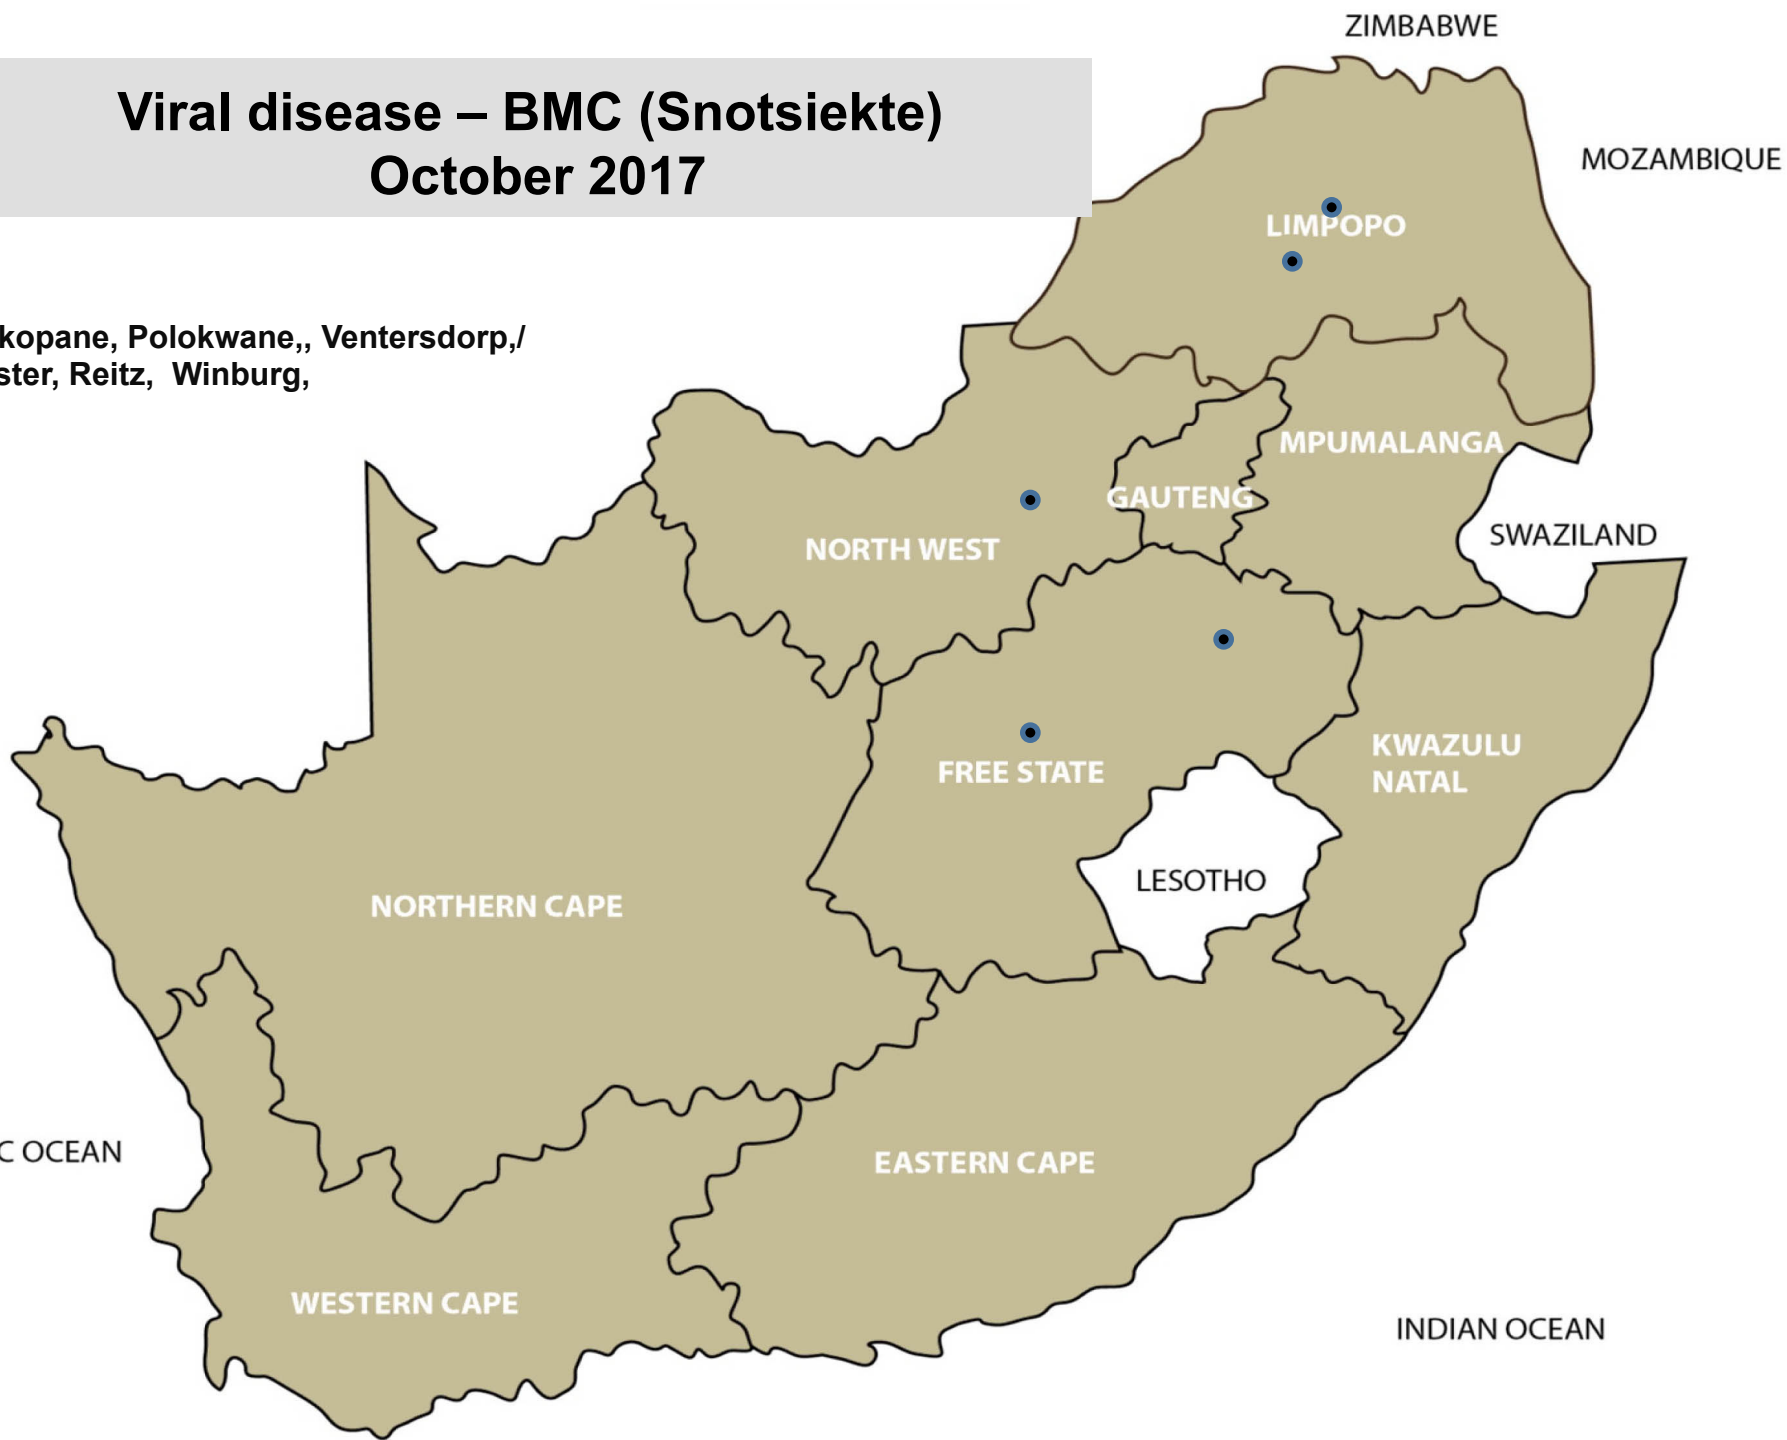 ZIMBABWE
Viral disease – BMC (Snotsiekte)
October 2017
MOZAMBIQUE
LIMPOPO
kopane, Polokwane,, Ventersdorp,/
ster, Reitz,  Winburg,
MPUMALANGA
GAUTENG
SWAZILAND
NORTH WEST
KWAZULU
NATAL
FREE STATE
LESOTHO
NORTHERN CAPE
C OCEAN
EASTERN CAPE
WESTERN CAPE
INDIAN OCEAN